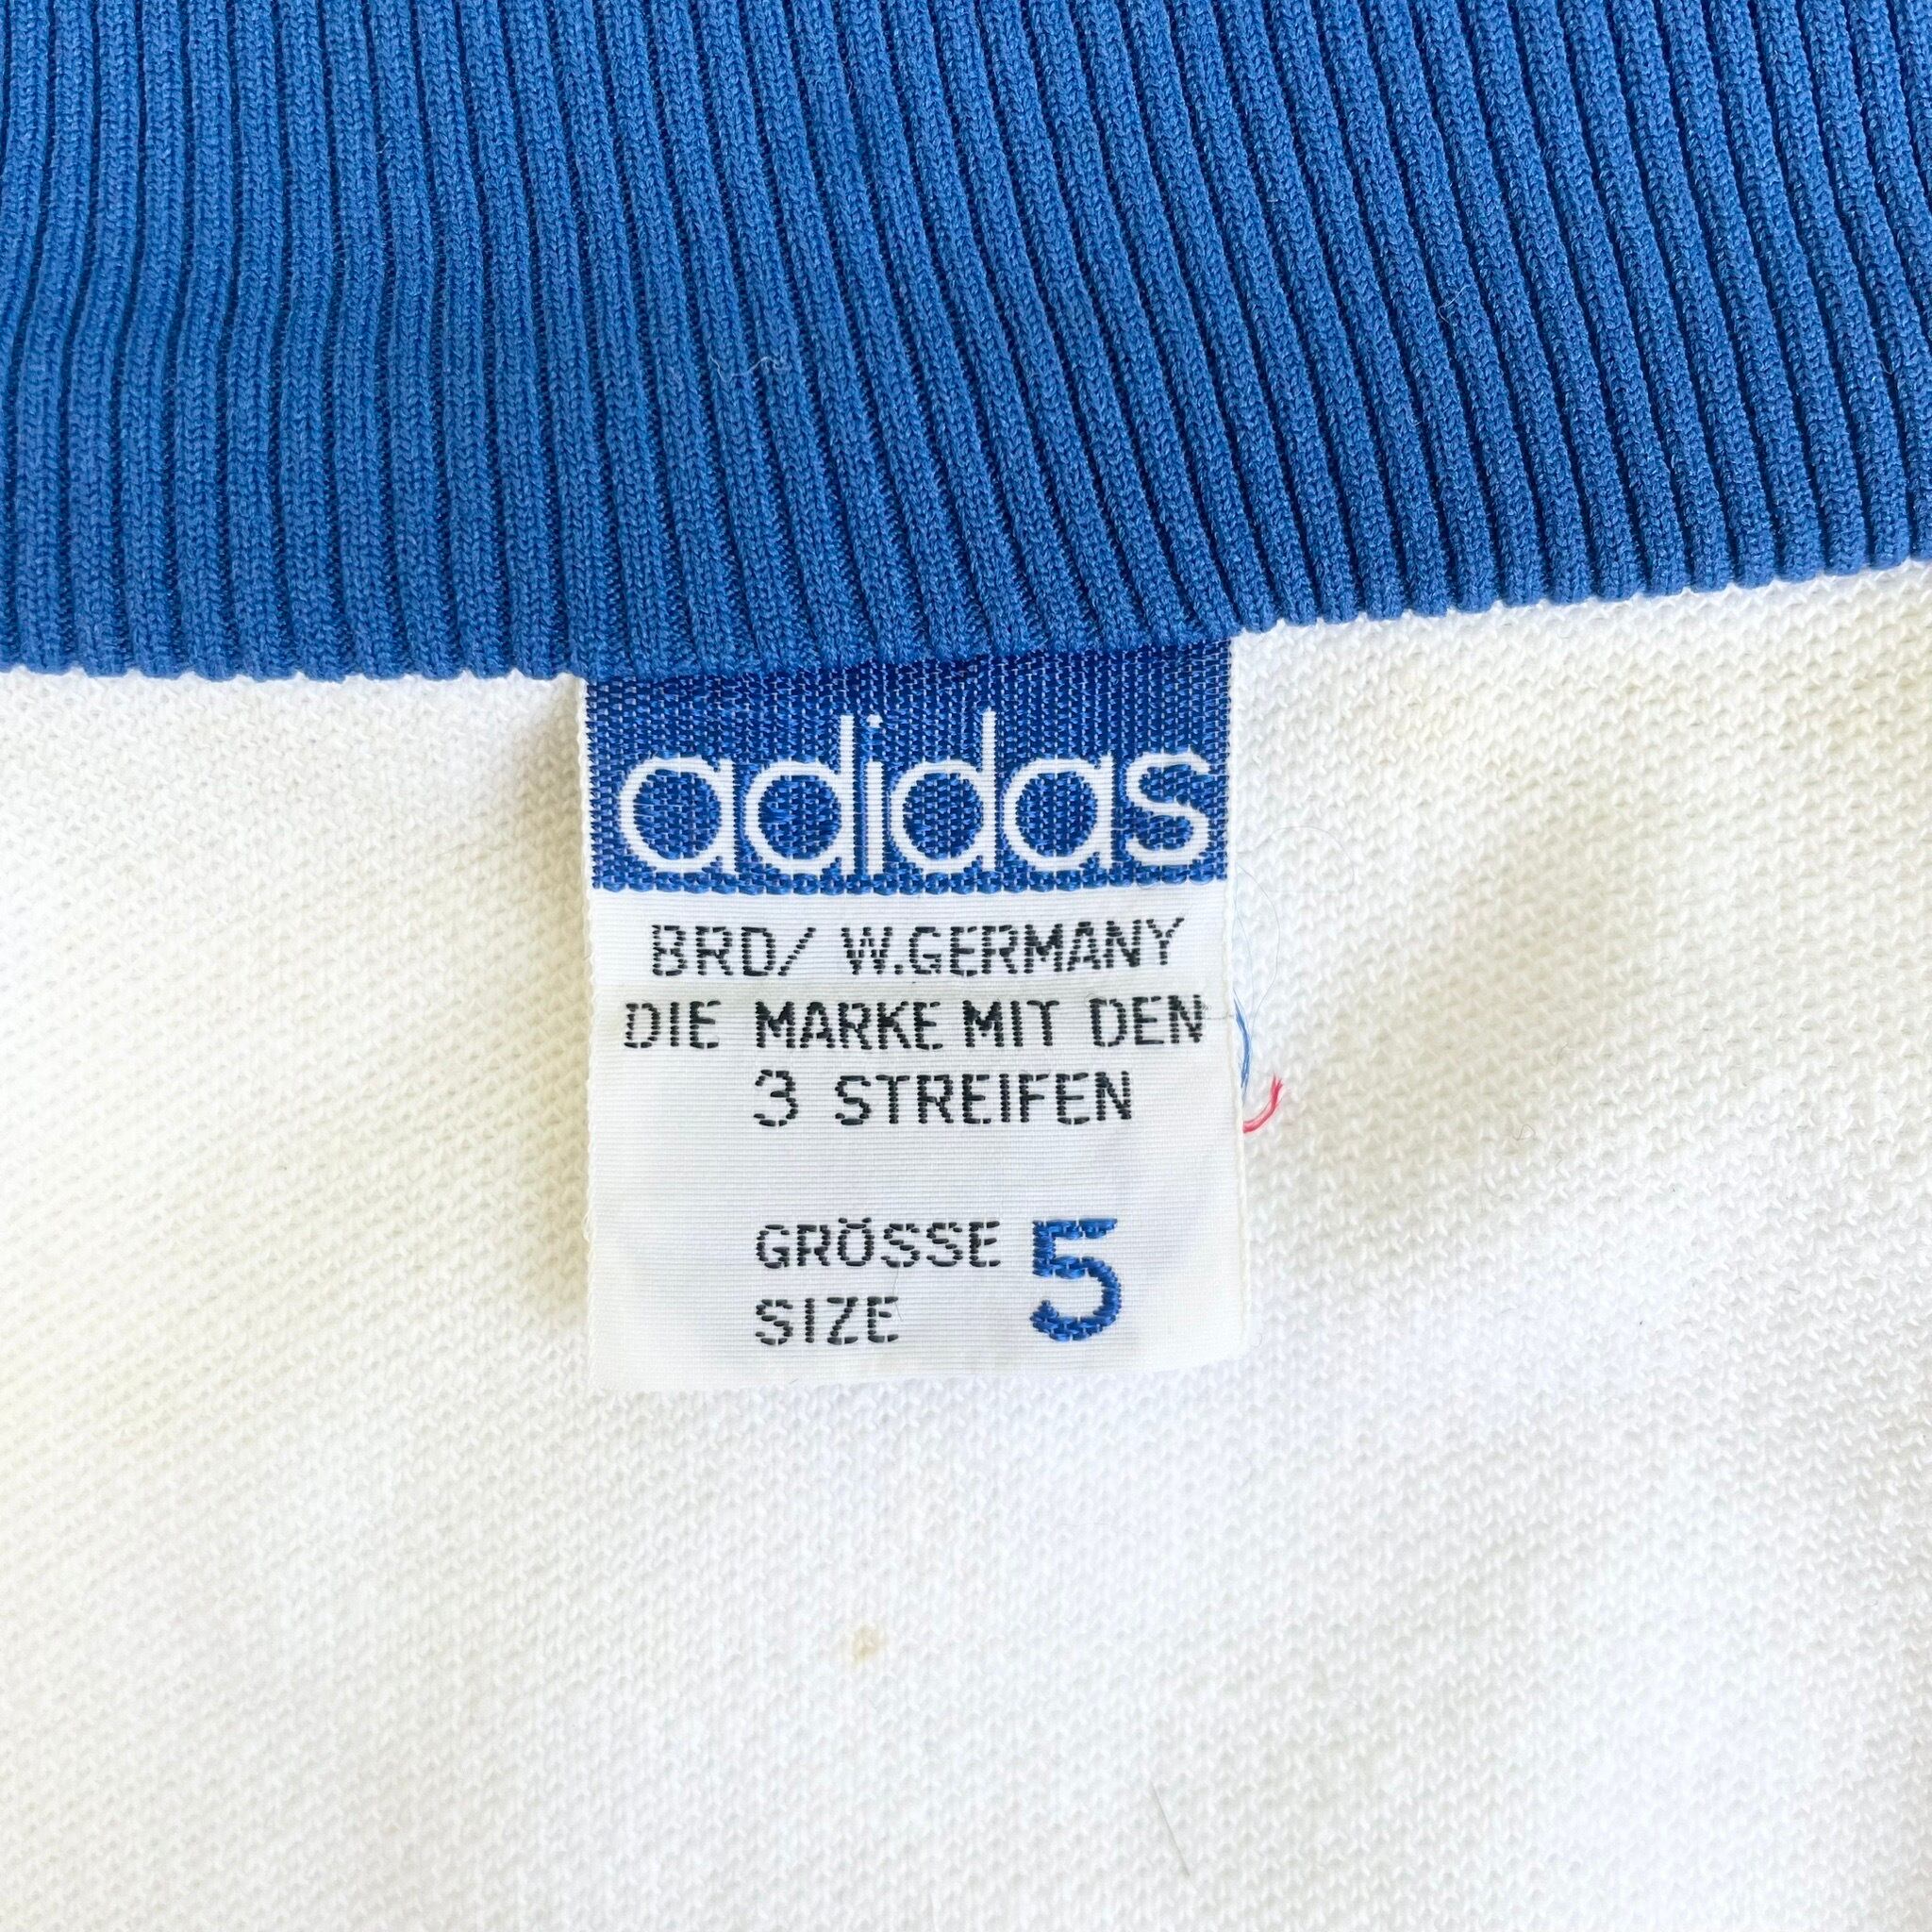 adidas
BRD/ W.GERMANY
DIE MARKE MIT DEN
3 STREIFEN
GRÖSSE 5
SIZE